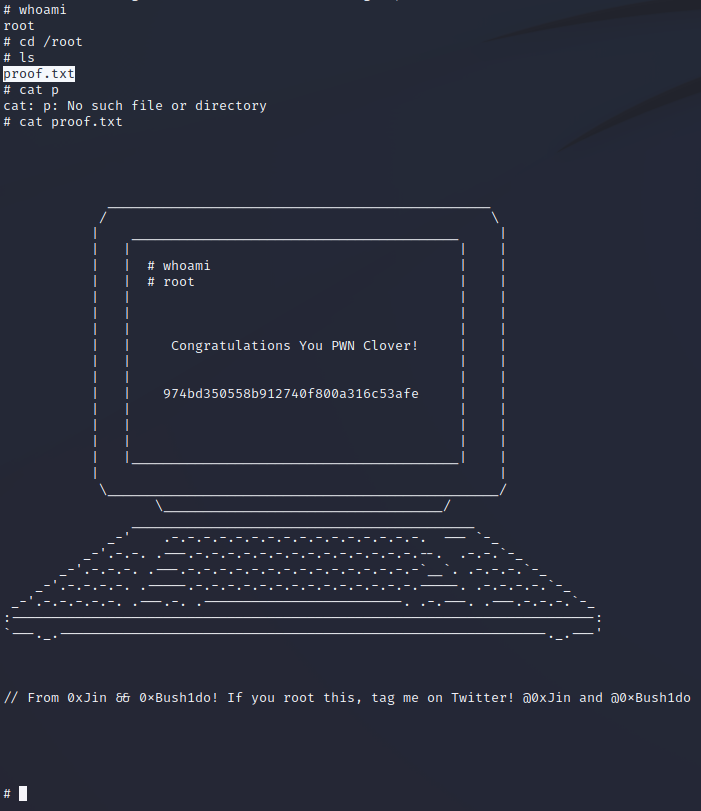 # whoami
root
# cd /root
# ls
proof.txt
# cat p
cat: p: No such file or directory
# cat proof.txt
# whoami
# root
Congratulations You PWN Clover!
974bd350558b912740f800a316c53afe
// From 0xJin && 0×Bush1do! If you root this, tag me on Twitter! @0xJin and @0×Bush1do
#